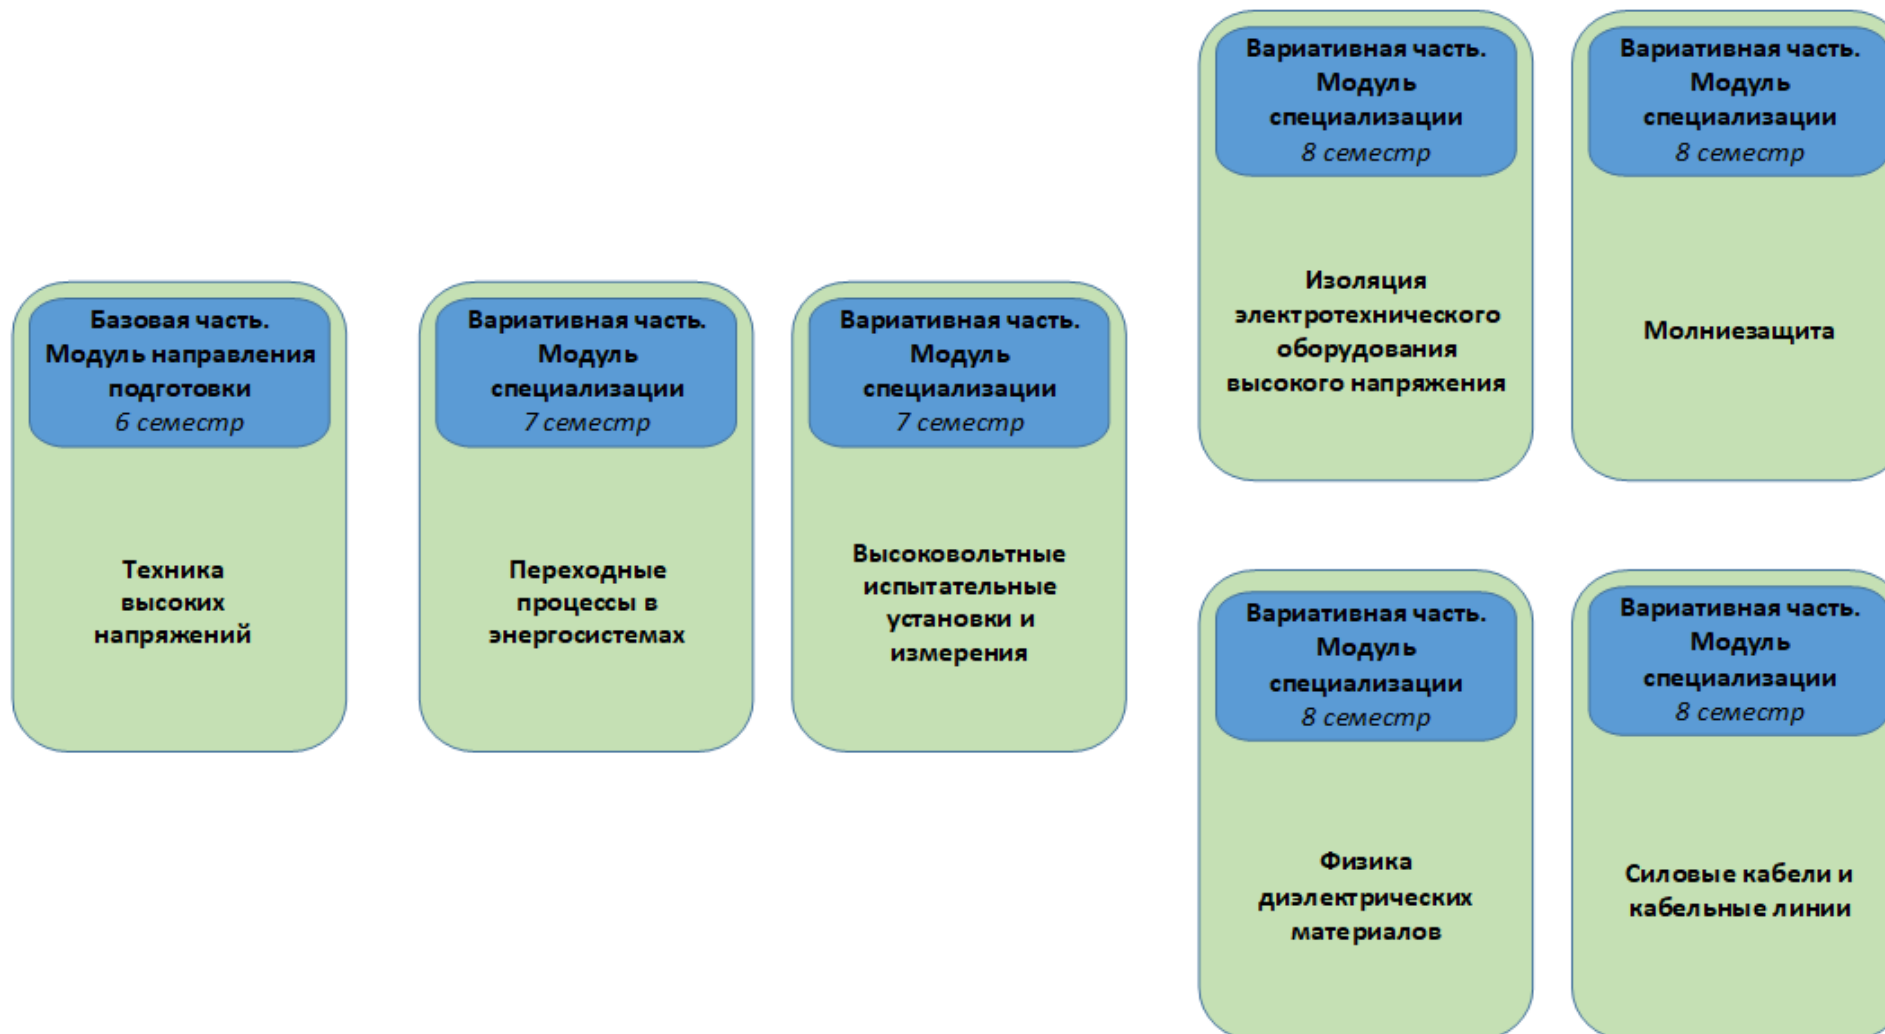 Базовая часть.
Модуль направления
подготовки
6 семестр
Техника
высоких
напряжений
Вариативная часть.
Модуль
специализации
7 семестр
Переходные
процессы в
энергосистемах
Вариативная часть.
Модуль
специализации
7 семестр
Высоковольтные
испытательные
установки и
измерения
Вариативная часть.
Модуль
специализации
8 семестр
Изоляция
электротехнического
оборудования
высокого напряжения
Вариативная часть.
Модуль
специализации
8 семестр
Молниезащита
Вариативная часть.
Модуль
специализации
8 семестр
Физика
диэлектрических
материалов
Вариативная часть.
Модуль
специализации
8 семестр
Силовые кабели и
кабельные линии